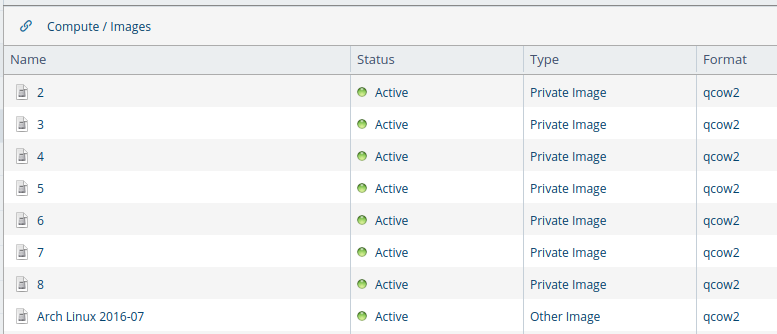 Compute / Images
Name Status Type Format
2 Active Private Image qcow2
3 Active Private Image qcow2
4 Active Private Image qcow2
5 Active Private Image qcow2
6 Active Private Image qcow2
7 Active Private Image qcow2
8 Active Private Image qcow2
Arch Linux 2016-07 Active Other Image qcow2